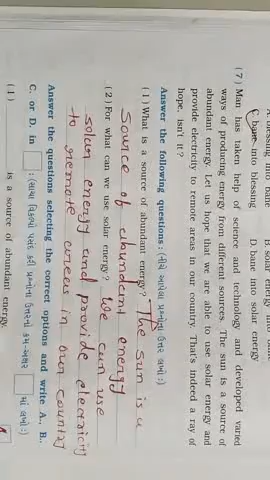 C. bane into blessing D. bane into solar energy
(7) Man has taken help of science and technology and developed varied
ways of producing energy from different sources. The sun is a source of
abundant energy. Let us hope that we are able to use solar energy and
provide electricity to remote areas in our country. That's indeed a ray of
hope, isn't it?
Answer the following questions :
(1) What is a source of abundant energy? The sun is a
source of abundant energy
(2) For what can we use solar energy? We can use
solar energy and provide electricity
to remote areas in our country
Answer the questions selecting the correct options and write A., B.,
C. or D. in
(1) is a source of abundant energy.